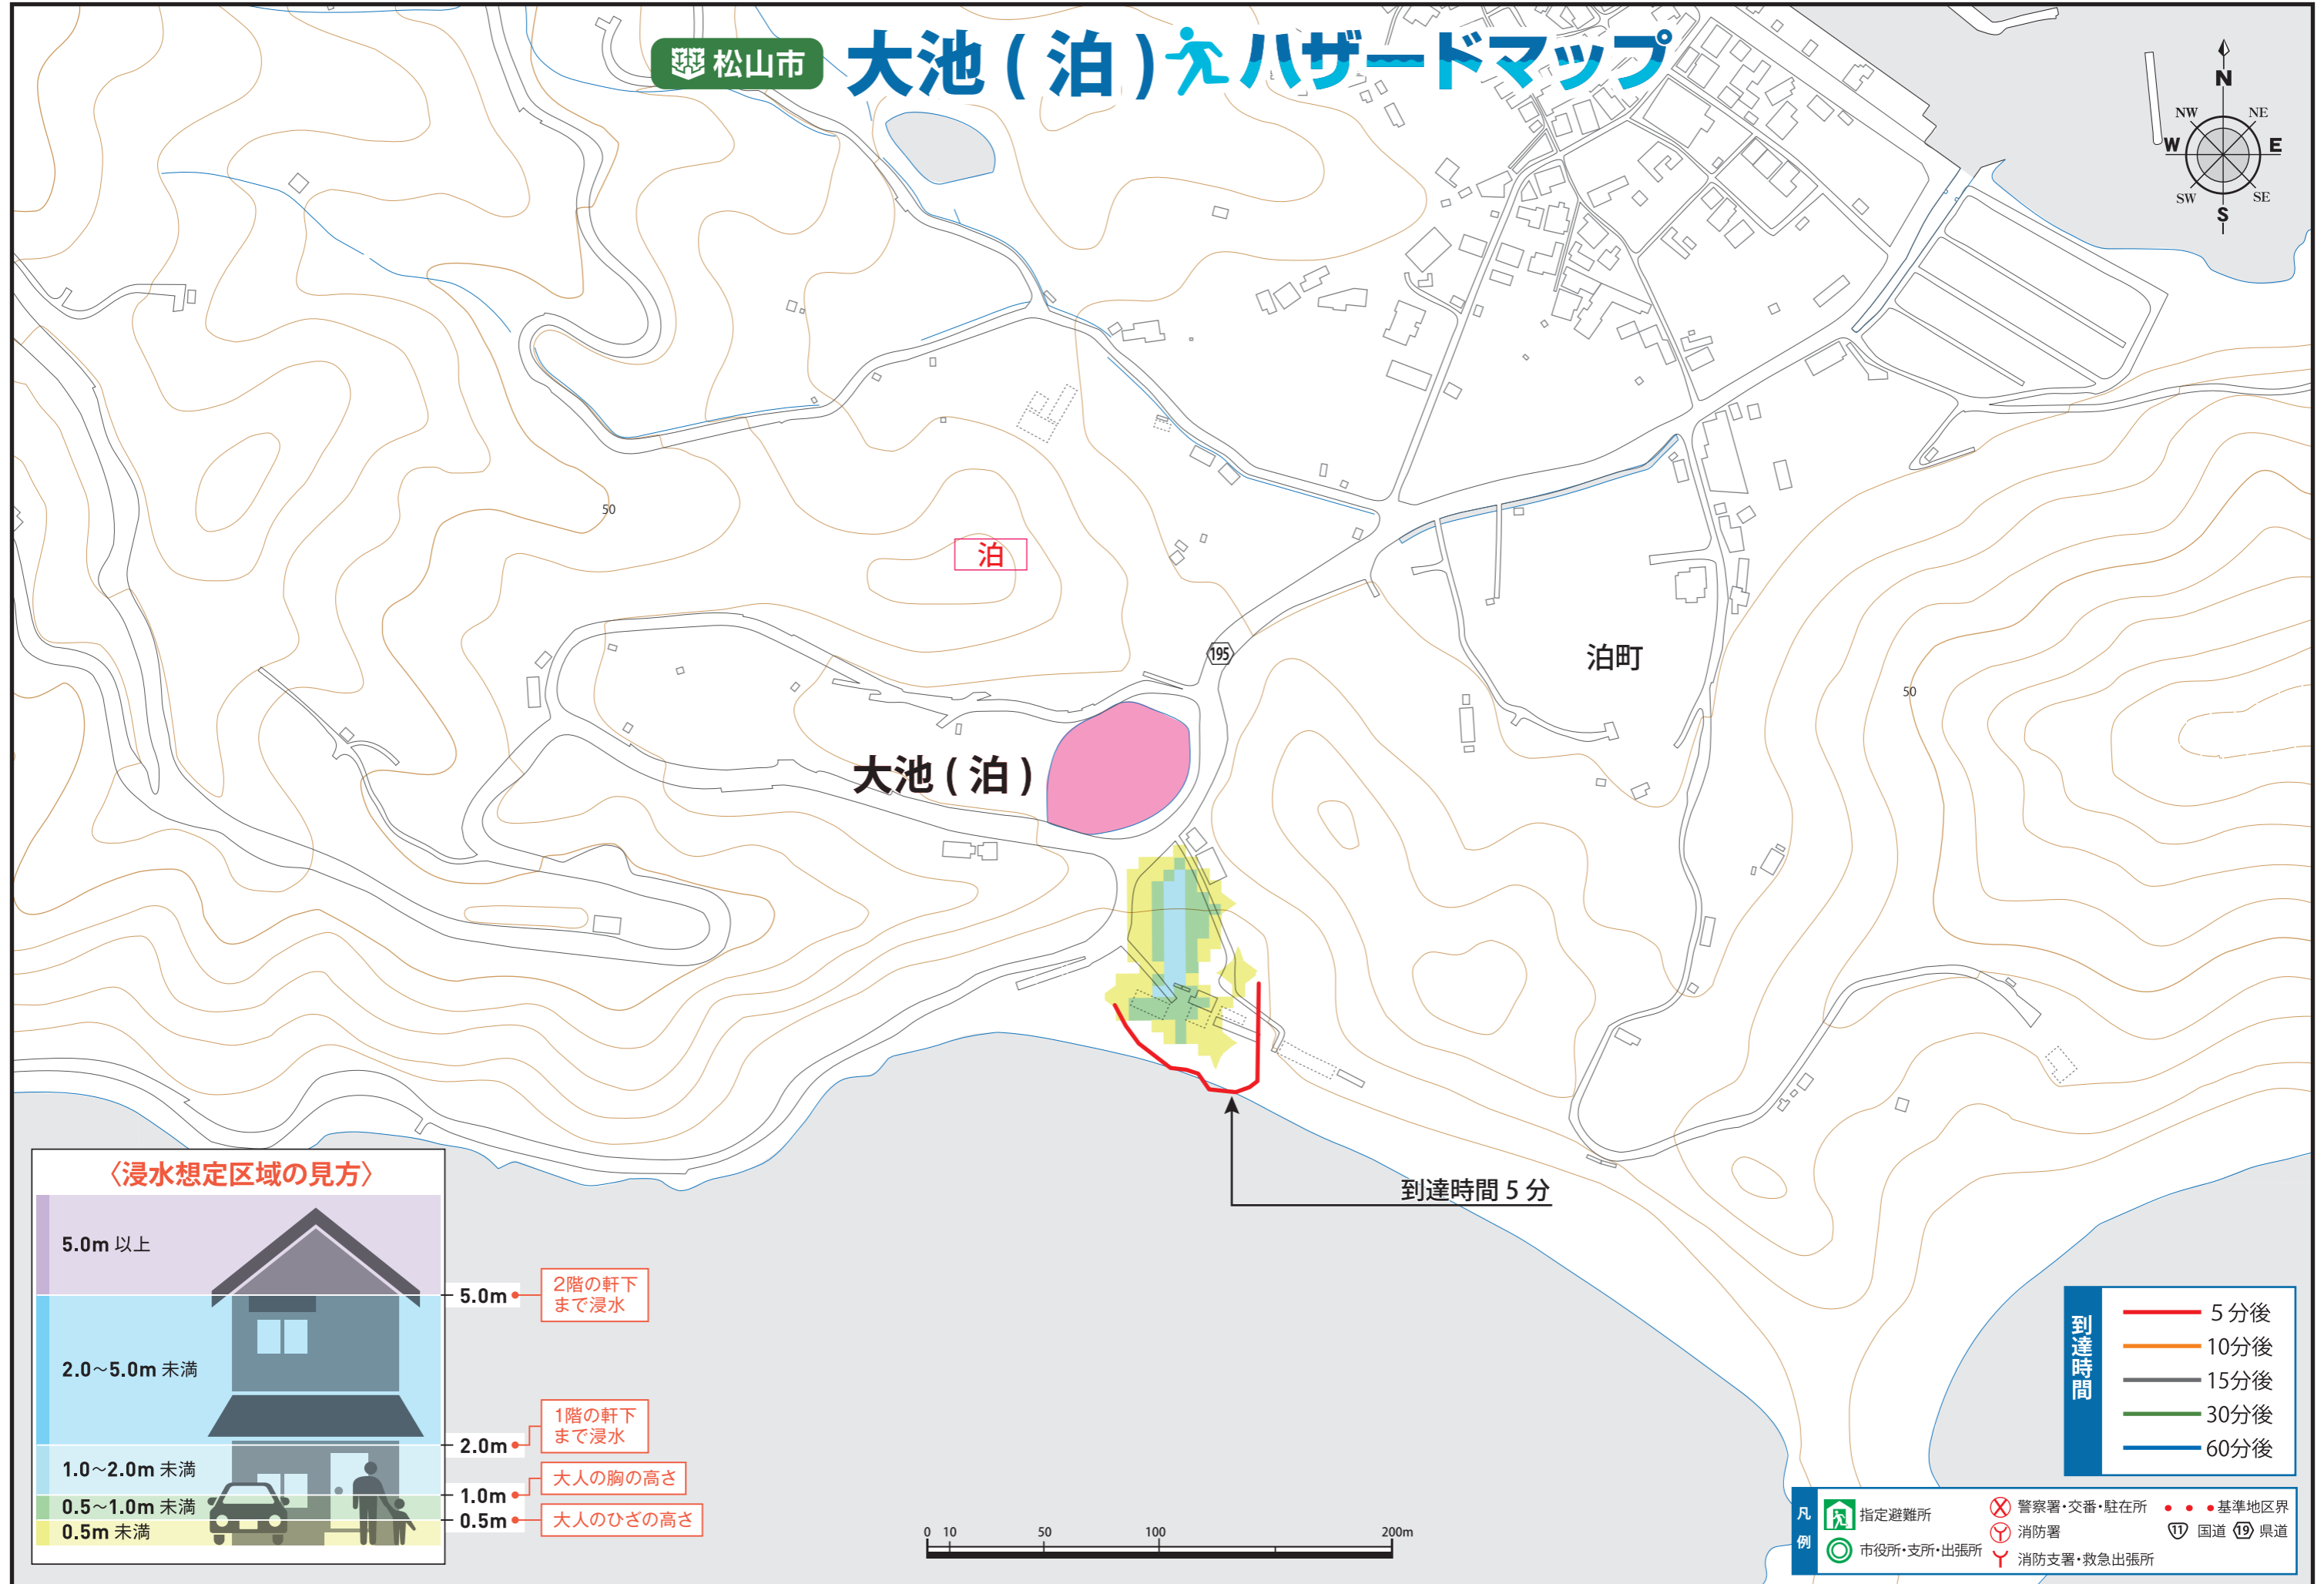 松山市
大池(泊)ハザードマップ
N
NW
NE
W
E
SW
SE
S
50
泊
195
泊町
50
大池(泊)
到達時間 5 分
〈浸水想定区域の見方〉
5.0m 以上
2.0〜5.0m 未満
1.0〜2.0m 未満
0.5〜1.0m 未満
0.5m 未満
5.0m
2階の軒下
まで浸水
2.0m
1階の軒下
まで浸水
1.0m
大人の胸の高さ
0.5m
大人のひざの高さ
0 10 50 100 200m
到達時間
5分後
10分後
15分後
30分後
60分後
凡例
指定避難所
市役所・支所・出張所
警察署・交番・駐在所
消防署
消防支署・救急出張所
基準地区界
11 国道 19 県道